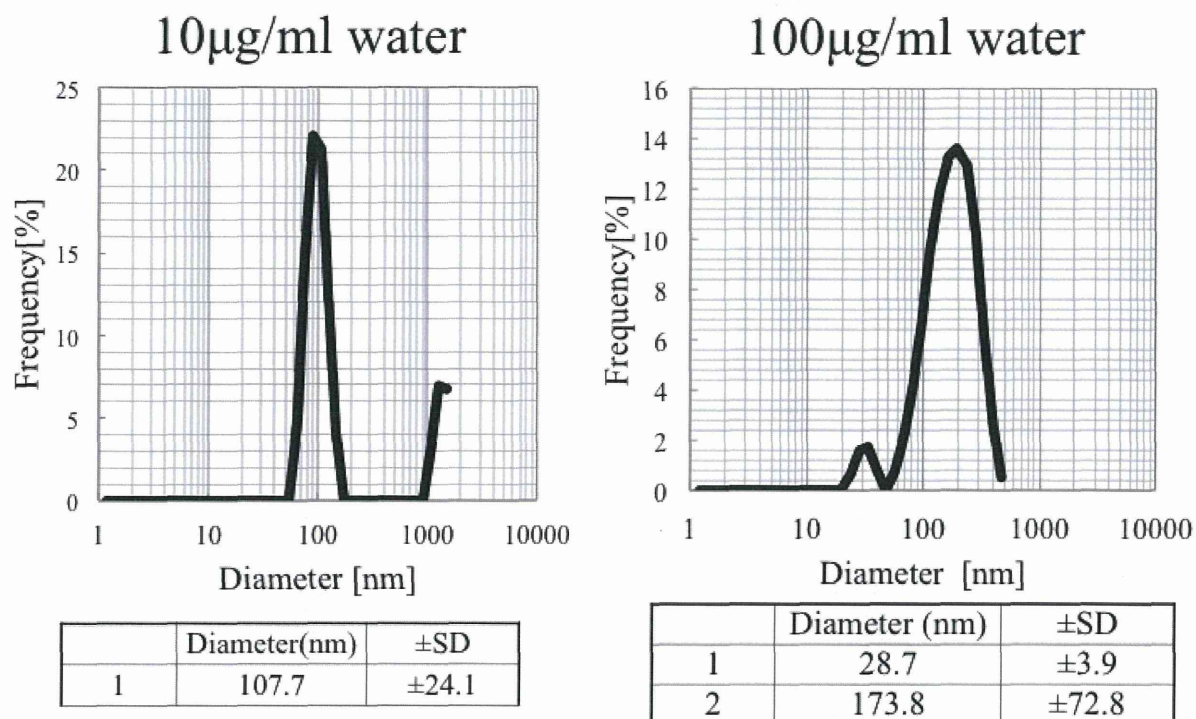 10μg/ml water
25
20
15
10
5
0
Frequency[%]
1 10 100 1000 10000
Diameter [nm]
Diameter(nm) ±SD
1 107.7 ±24.1
100μg/ml water
16
14
12
10
8
6
4
2
0
Frequency[%]
1 10 100 1000 10000
Diameter [nm]
Diameter (nm) ±SD
1 28.7 ±3.9
2 173.8 ±72.8